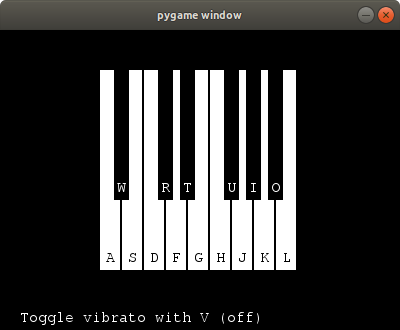 pygame window
W R T U I O
A S D F G H J K L
Toggle vibrato with V (off)